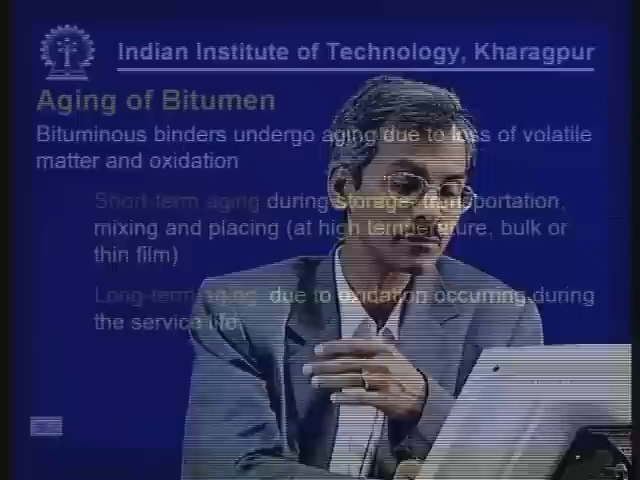 Indian Institute of Technology, Kharagpur
Aging of Bitumen
Bituminous binders undergo aging due to loss of volatile
matter and oxidation
Short-term aging during storage, transportation,
mixing and placing (at high temperature, bulk or
thin film)
Long-term aging due to oxidation occurring during
the service life